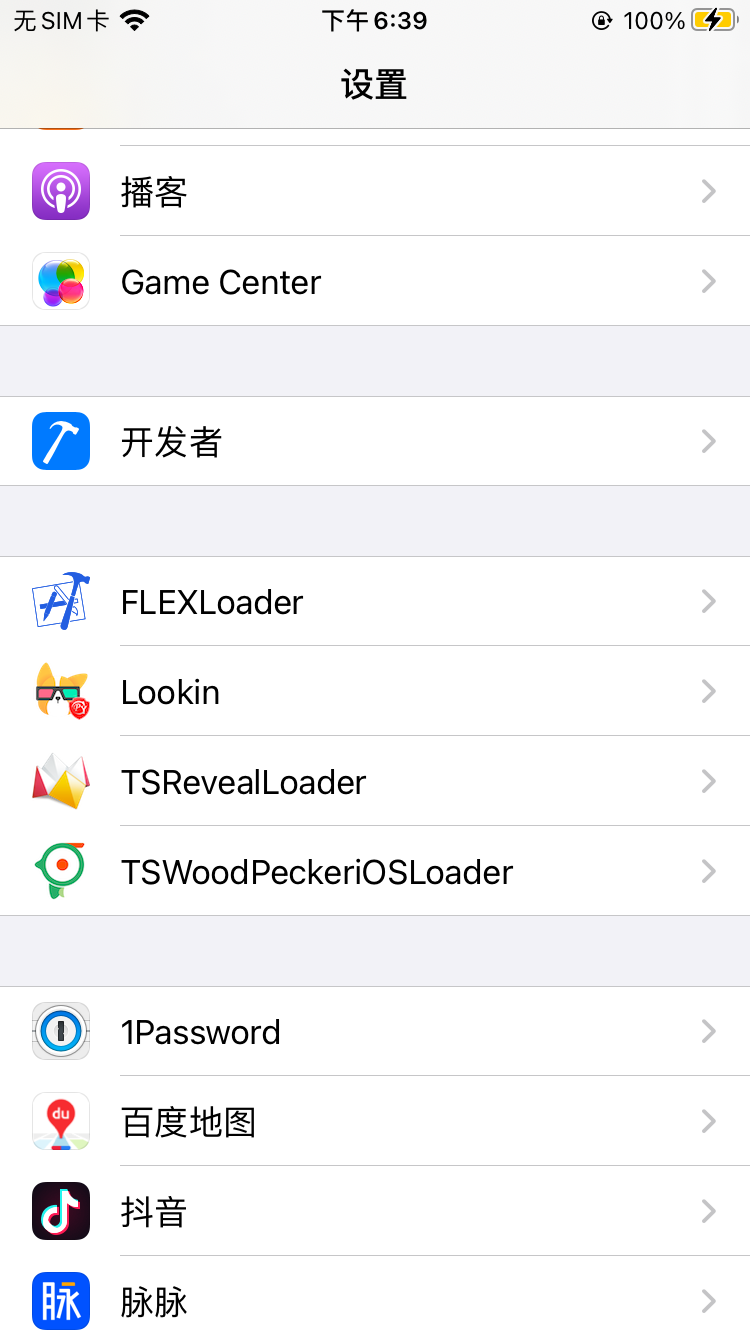 无SIM卡 下午6:39 100%
设置
播客
Game Center
开发者
FLEXLoader
Lookin
TSRevealLoader
TSWoodPeckeriOSLoader
1Password
du
百度地图
抖音
脉 脉脉